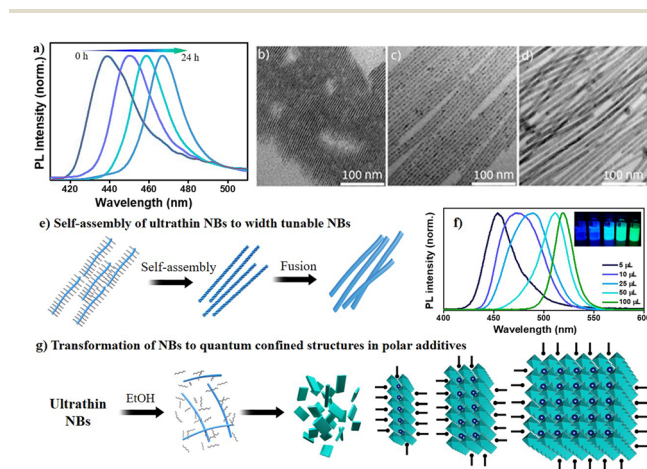 a)
0 h
24 h
PL Intensity (norm.)
420 440 460 480 500
Wavelength (nm)
b)
100 nm
c)
100 nm
d)
100 nm
e) Self-assembly of ultrathin NBs to width tunable NBs
Self-assembly
Fusion
f)
PL intensity (norm.)
5 µL
10 µL
25 µL
50 µL
100 µL
400 450 500 550 600
Wavelength (nm)
g) Transformation of NBs to quantum confined structures in polar additives
Ultrathin
NBs
EtOH